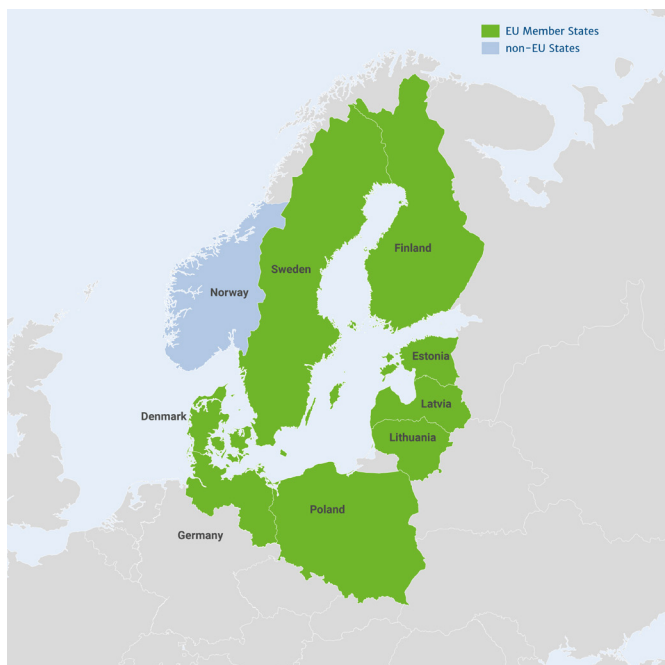 EU Member States
non-EU States
Finland
Sweden
Norway
Estonia
Denmark
Latvia
Lithuania
Poland
Germany